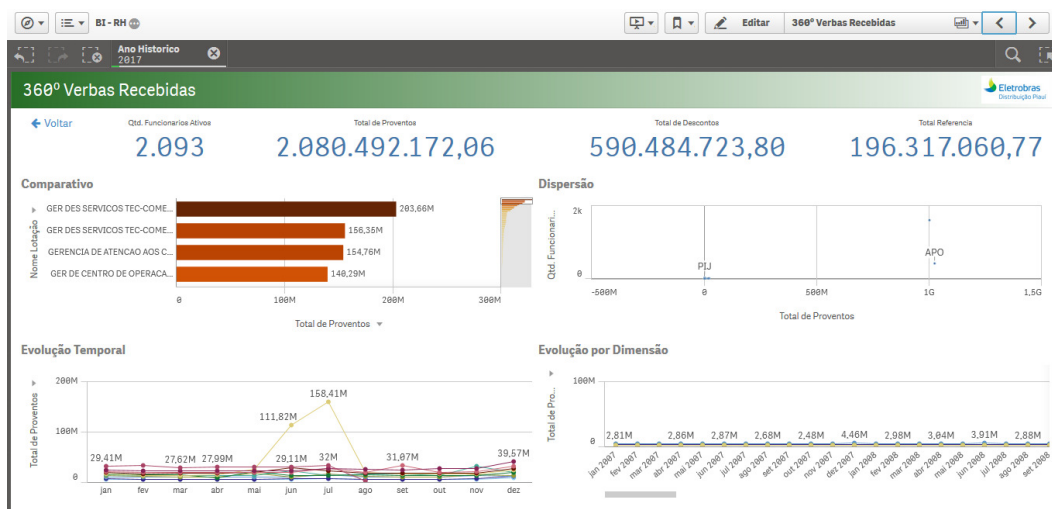 BI - RH
Editar
360º Verbas Recebidas
Ano Historico
2017
360º Verbas Recebidas
Eletrobras
Distribuição Piauí
Voltar
Qtd. Funcionarios Ativos
2.093
Total de Proventos
2.080.492.172,06
Total de Descontos
590.484.723,80
Total Referencia
196.317.060,77
Comparativo
Nome Lotação
GER DES SERVICOS TEC-COME...
203,66M
GER DES SERVICOS TEC-COME...
156,35M
GERENCIA DE ATENCAO AOS C...
154,76M
GER DE CENTRO DE OPERACA...
140,29M
0 100M 200M 300M
Total de Proventos
Dispersão
Qtd. Funcionari...
2k
0
PIJ
APO
-500M 0 500M 1G 1,5G
Total de Proventos
Evolução Temporal
Total de Proventos
200M
100M
0
158,41M
111,82M
29,41M 27,62M 27,99M 29,11M 32M 31,07M 39,57M
jan fev mar abr mai jun jul ago set out nov dez
Evolução por Dimensão
Total de Pro...
100M
0
2,81M 2,86M 2,87M 2,68M 2,48M 4,46M 2,98M 3,04M 3,91M 2,88M
jan 2007 fev 2007 mar 2007 abr 2007 mai 2007 jun 2007 jul 2007 ago 2007 set 2007 out 2007 nov 2007 dez 2007 jan 2008 fev 2008 mar 2008 abr 2008 mai 2008 jun 2008 jul 2008 ago 2008 set 2008